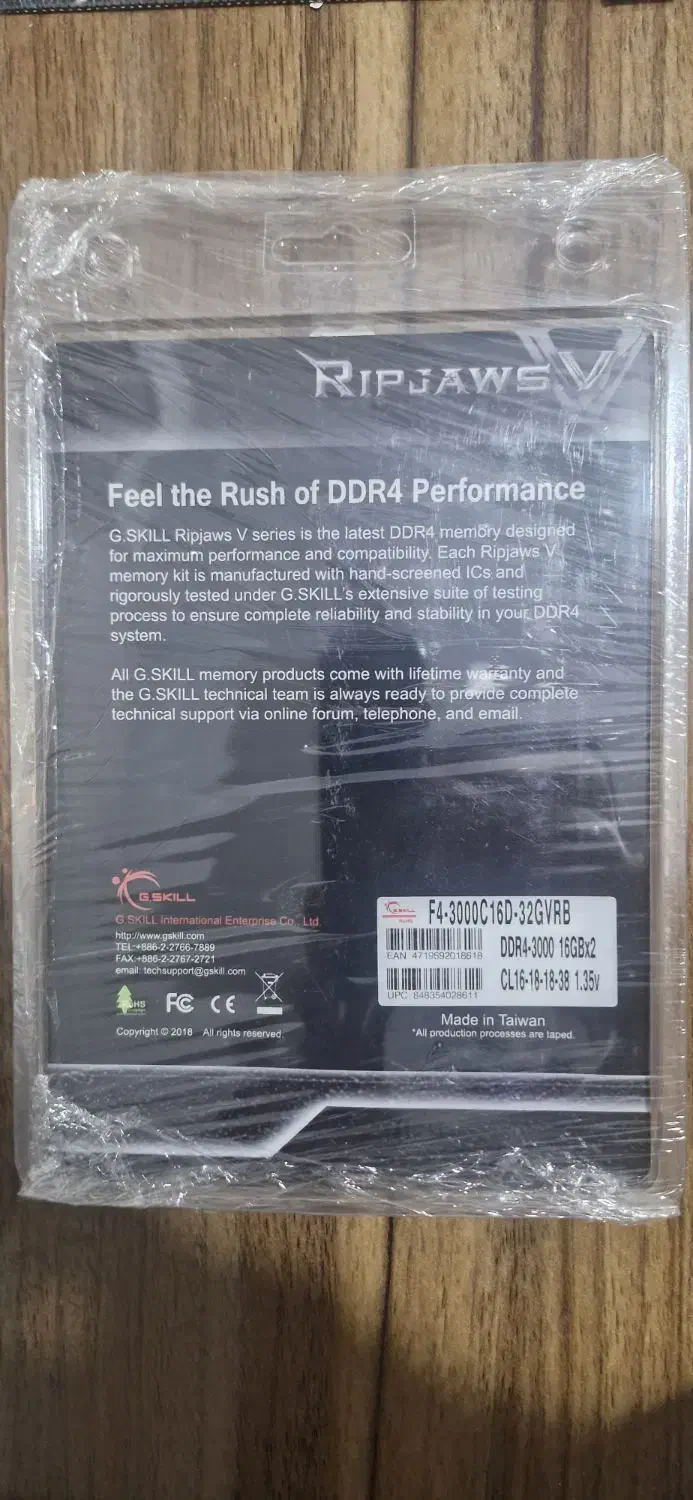 RIPJAWS V
Feel the Rush of DDR4 Performance
G.SKILL Ripjaws V series is the latest DDR4 memory designed
for maximum performance and compatibility. Each Ripjaws V
memory kit is manufactured with hand-screened ICs and
rigorously tested under G.SKILL's extensive suite of testing
process to ensure complete reliability and stability in your DDR4
system.
All G.SKILL memory products come with lifetime warranty and
the G.SKILL technical team is always ready to provide complete
technical support via online forum, telephone, and email.
G.SKILL
G.SKILL International Enterprise Co., Ltd.
http://www.gskill.com
TEL:+886-2-2766-7889
FAX:+886-2-2767-2721
email: techsupport@gskill.com
RoHS
FC CE
Copyright © 2018 All rights reserved.
G.SKILL
RoHS
F4-3000C16D-32GVRB
EAN 4719692018618
DDR4-3000 16GBx2
UPC 848354028611
CL16-18-18-38 1.35v
Made in Taiwan
*All production processes are taped.